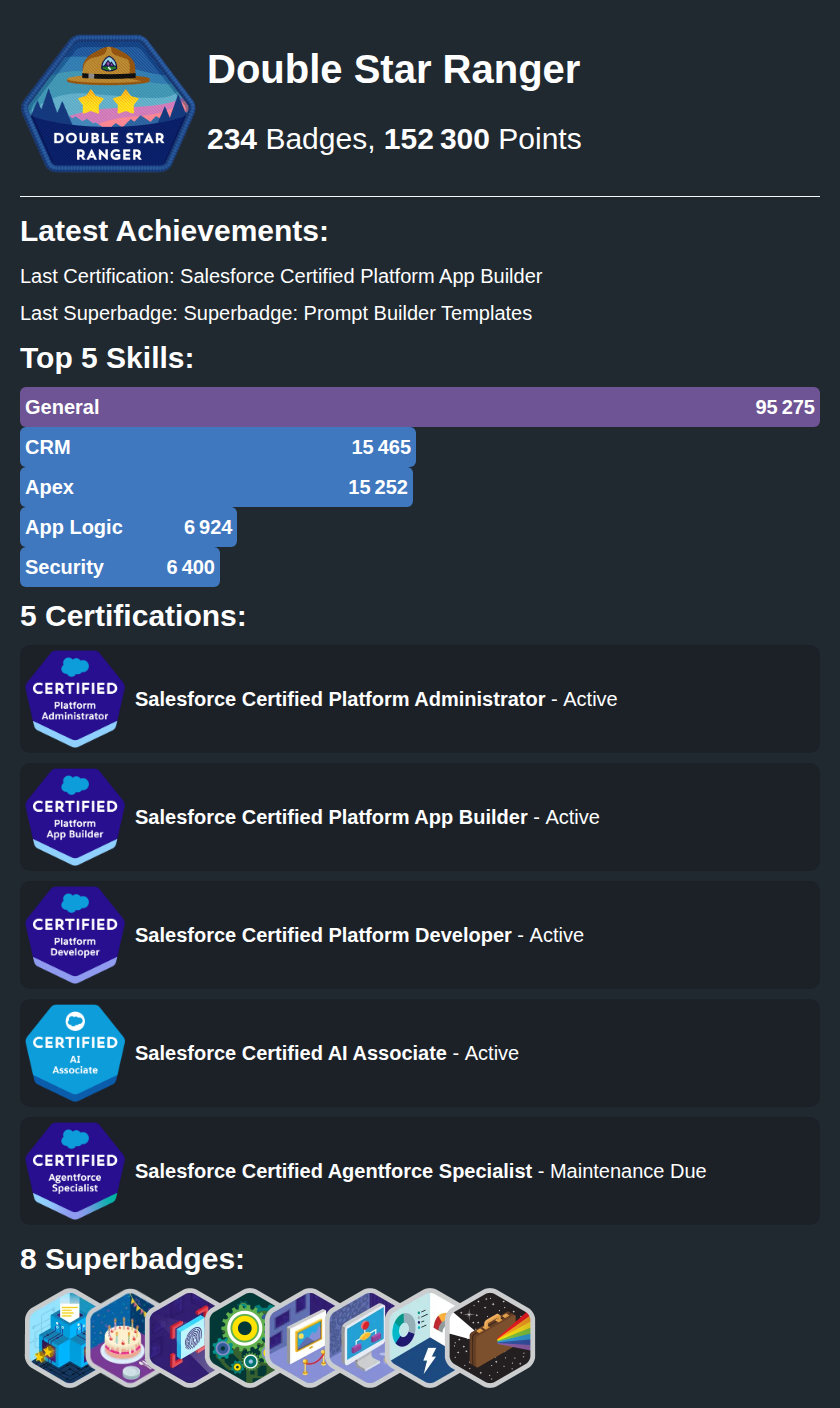 DOUBLE STAR
RANGER
Double Star Ranger
234 Badges, 152 300 Points
Latest Achievements:
Last Certification: Salesforce Certified Platform App Builder
Last Superbadge: Superbadge: Prompt Builder Templates
Top 5 Skills:
General 95 275
CRM 15 465
Apex 15 252
App Logic 6 924
Security 6 400
5 Certifications:
CERTIFIED
Platform
Administrator
Salesforce Certified Platform Administrator - Active
CERTIFIED
Platform
App Builder
Salesforce Certified Platform App Builder - Active
CERTIFIED
Platform
Developer
Salesforce Certified Platform Developer - Active
CERTIFIED
AI
Associate
Salesforce Certified AI Associate - Active
CERTIFIED
Agentforce
Specialist
Salesforce Certified Agentforce Specialist - Maintenance Due
8 Superbadges: